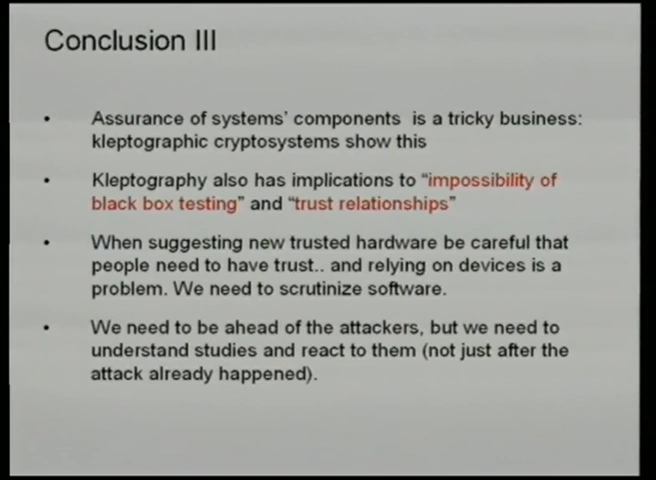 Conclusion III
• Assurance of systems' components is a tricky business:
kleptographic cryptosystems show this
• Kleptography also has implications to "impossibility of
black box testing" and "trust relationships"
• When suggesting new trusted hardware be careful that
people need to have trust.. and relying on devices is a
problem. We need to scrutinize software.
• We need to be ahead of the attackers, but we need to
understand studies and react to them (not just after the
attack already happened).